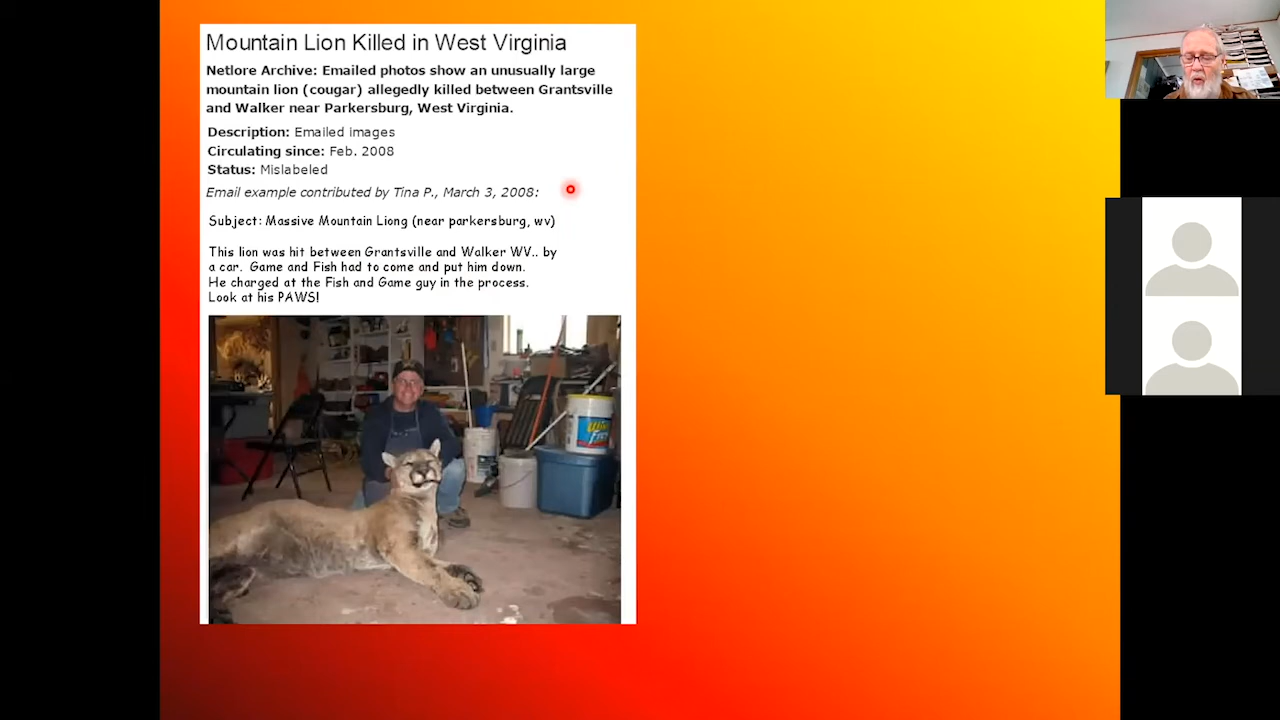 Mountain Lion Killed in West Virginia
Netlore Archive: Emailed photos show an unusually large
mountain lion (cougar) allegedly killed between Grantsville
and Walker near Parkersburg, West Virginia.
Description: Emailed images
Circulating since: Feb. 2008
Status: Mislabeled
Email example contributed by Tina P., March 3, 2008:
Subject: Massive Mountain Liong (near parkersburg, wv)
This lion was hit between Grantsville and Walker WV.. by
a car. Game and Fish had to come and put him down.
He charged at the Fish and Game guy in the process.
Look at his PAWS!